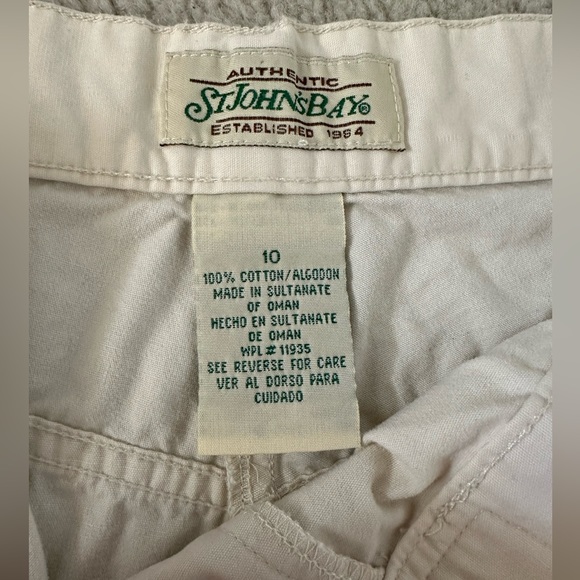 AUTHENTIC
ST JOHN'S BAY®
ESTABLISHED 1984
10
100% COTTON/ALGODON
MADE IN SULTANATE
OF OMAN
HECHO EN SULTANATE
DE OMAN
WPL# 11935
SEE REVERSE FOR CARE
VER AL DORSO PARA
CUIDADO